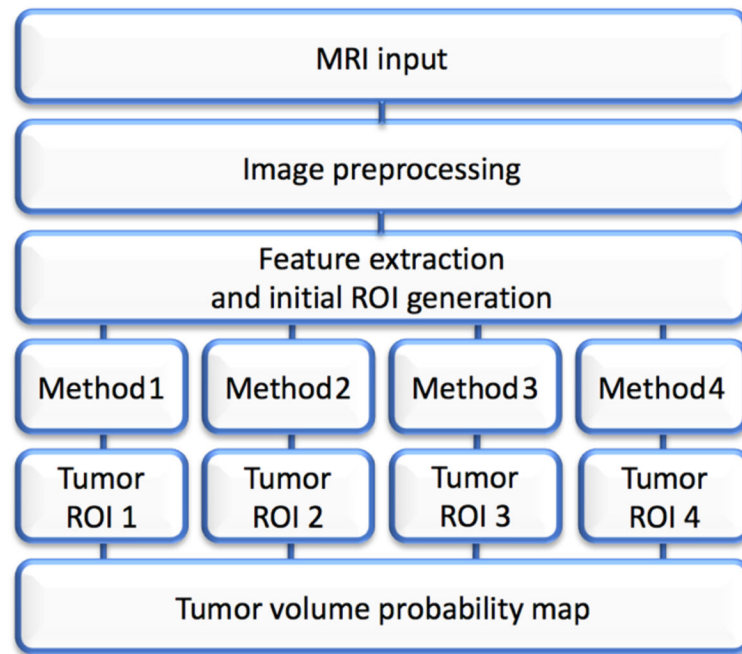 MRI input
Image preprocessing
Feature extraction
and initial ROI generation
Method1
Method2
Method3
Method4
Tumor
ROI 1
Tumor
ROI 2
Tumor
ROI 3
Tumor
ROI 4
Tumor volume probability map